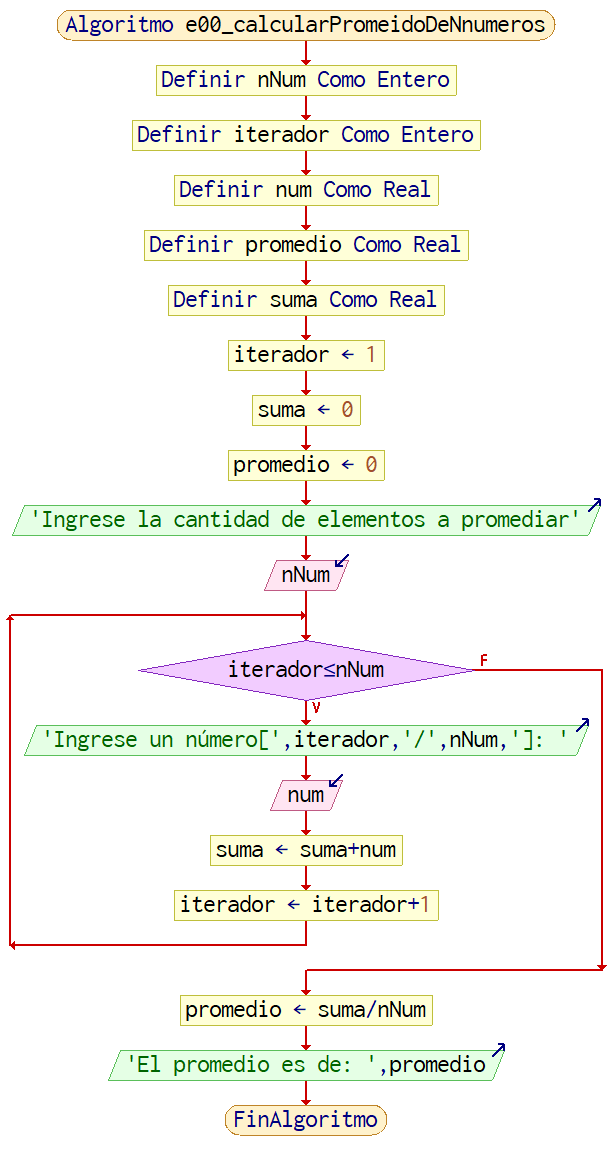 Algoritmo e00_calcularPromeidoDeNnumeros
Definir nNum Como Entero
Definir iterador Como Entero
Definir num Como Real
Definir promedio Como Real
Definir suma Como Real
iterador ← 1
suma ← 0
promedio ← 0
'Ingrese la cantidad de elementos a promediar'
nNum
iterador≤nNum
F
V
'Ingrese un número[',iterador,'/',nNum,']: '
num
suma ← suma+num
iterador ← iterador+1
promedio ← suma/nNum
'El promedio es de: ',promedio
FinAlgoritmo